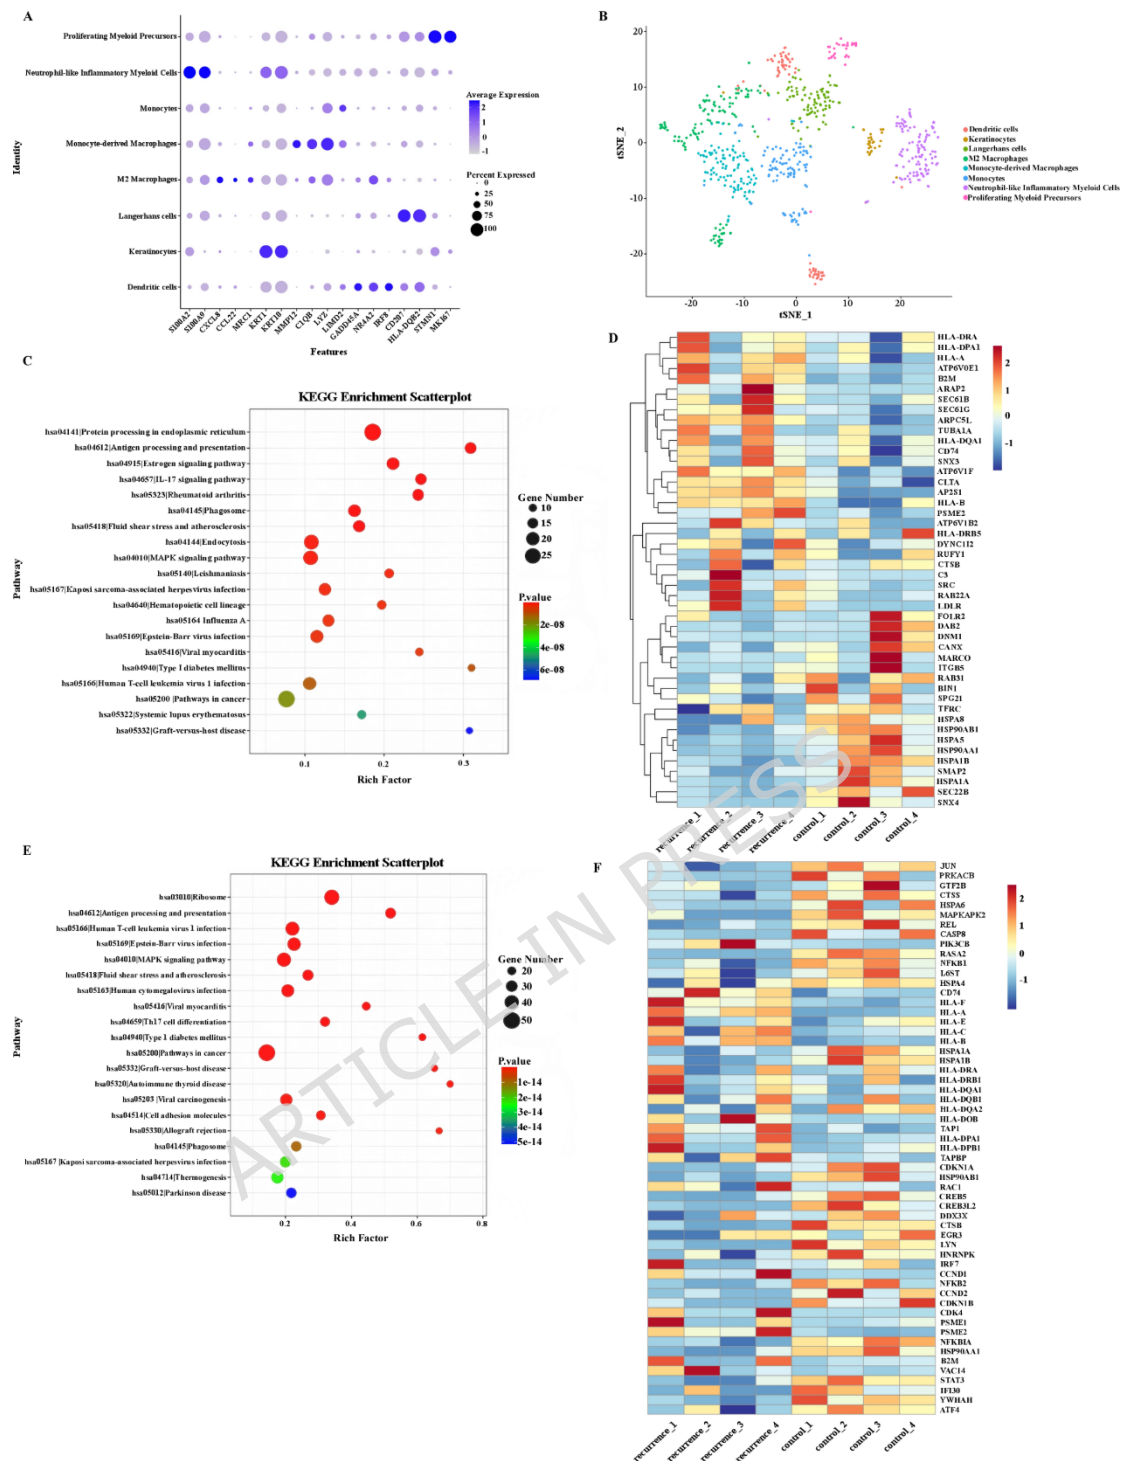 A
Proliferating Myeloid Precursors
Neutrophil-like Inflammatory Myeloid Cells
Monocytes
Monocyte-derived Macrophages
M2 Macrophages
Langerhans cells
Keratinocytes
Dendritic cells
Identity
S100A2
S100A9
CXCL8
CCL22
MRC1
KRT1
KRT10
MMP12
C1QB
LYZ
LIMD2
GADD45A
NR4A2
IRF8
CD207
HLA-DQB2
STMN1
MKI67
Features
Average Expression
2
1
0
-1
Percent Expressed
0
25
50
75
100
B
20
10
0
-10
-20
tSNE_2
-20
-10
0
10
20
tSNE_1
Dendritic cells
Keratinocytes
Langerhans cells
M2 Macrophages
Monocyte-derived Macrophages
Monocytes
Neutrophil-like Inflammatory Myeloid Cells
Proliferating Myeloid Precursors
C
KEGG Enrichment Scatterplot
hsa04141|Protein processing in endoplasmic reticulum
hsa04612|Antigen processing and presentation
hsa04915|Estrogen signaling pathway
hsa04657|IL-17 signaling pathway
hsa05323|Rheumatoid arthritis
hsa04145|Phagosome
hsa05418|Fluid shear stress and atherosclerosis
hsa04144|Endocytosis
hsa04010|MAPK signaling pathway
hsa05140|Leishmaniasis
hsa05167|Kaposi sarcoma-associated herpesvirus infection
hsa04640|Hematopoietic cell lineage
hsa05164 Influenza A
hsa05169|Epstein-Barr virus infection
hsa05416|Viral myocarditis
hsa04940|Type I diabetes mellitus
hsa05166|Human T-cell leukemia virus 1 infection
hsa05200 |Pathways in cancer
hsa05322|Systemic lupus erythematosus
hsa05332|Graft-versus-host disease
Pathway
0.1
0.2
0.3
Rich Factor
Gene Number
10
15
20
25
P.value
2e-08
4e-08
6e-08
D
HLA-DRA
HLA-DPA1
HLA-A
ATP6V0E1
B2M
ARAP2
SEC61B
SEC61G
ARPC5L
TUBA1A
HLA-DQA1
CD74
SNX3
ATP6V1F
CLTA
AP2S1
HLA-B
PSME2
ATP6V1B2
HLA-DRB5
DYNC1I2
RUFY1
CTSB
C3
SRC
RAB22A
LDLR
FOLR2
DAB2
DNM1
CANX
MARCO
ITGB5
RAB31
BIN1
SPG21
TFRC
HSPA8
HSP90AB1
HSPA5
HSP90AA1
HSPA1B
SMAP2
HSPA1A
SEC22B
SNX4
recurrence_1
recurrence_2
recurrence_3
recurrence_4
control_1
control_2
control_3
control_4
2
1
0
-1
E
KEGG Enrichment Scatterplot
hsa03010|Ribosome
hsa04612|Antigen processing and presentation
hsa05166|Human T-cell leukemia virus 1 infection
hsa05169|Epstein-Barr virus infection
hsa04010|MAPK signaling pathway
hsa05418|Fluid shear stress and atherosclerosis
hsa05163|Human cytomegalovirus infection
hsa05416|Viral myocarditis
hsa04659|Th17 cell differentiation
hsa04940|Type I diabetes mellitus
hsa05200|Pathways in cancer
hsa05332|Graft-versus-host disease
hsa05320|Autoimmune thyroid disease
hsa05203 |Viral carcinogenesis
hsa04514|Cell adhesion molecules
hsa05330|Allograft rejection
hsa04145|Phagosome
hsa05167 |Kaposi sarcoma-associated herpesvirus infection
hsa04714|Thermogenesis
hsa05012|Parkinson disease
Pathway
0.2
0.4
0.6
0.8
Rich Factor
Gene Number
20
30
40
50
P.value
1e-14
2e-14
3e-14
4e-14
5e-14
F
JUN
PRKACB
GTF2B
CTSS
HSPA6
MAPKAPK2
REL
CASP8
PIK3CB
RASA2
NFKB1
IL6ST
HSPA4
CD74
HLA-F
HLA-A
HLA-E
HLA-C
HLA-B
HSPA1A
HSPA1B
HLA-DRA
HLA-DRB1
HLA-DQA1
HLA-DQB1
HLA-DQA2
HLA-DOB
TAP1
HLA-DPA1
HLA-DPB1
TAPBP
CDKN1A
HSP90AB1
RAC1
CREB5
CREB3L2
DDX3X
CTSB
EGR3
LYN
HNRNPK
IRF7
CCND1
NFKB2
CCND2
CDKN1B
CDK4
PSME1
PSME2
NFKBIA
HSP90AA1
B2M
VAC14
STAT3
IFI30
YWHAH
ATF4
recurrence_1
recurrence_2
recurrence_3
recurrence_4
control_1
control_2
control_3
control_4
2
1
0
-1
ARTICLE IN PRESS